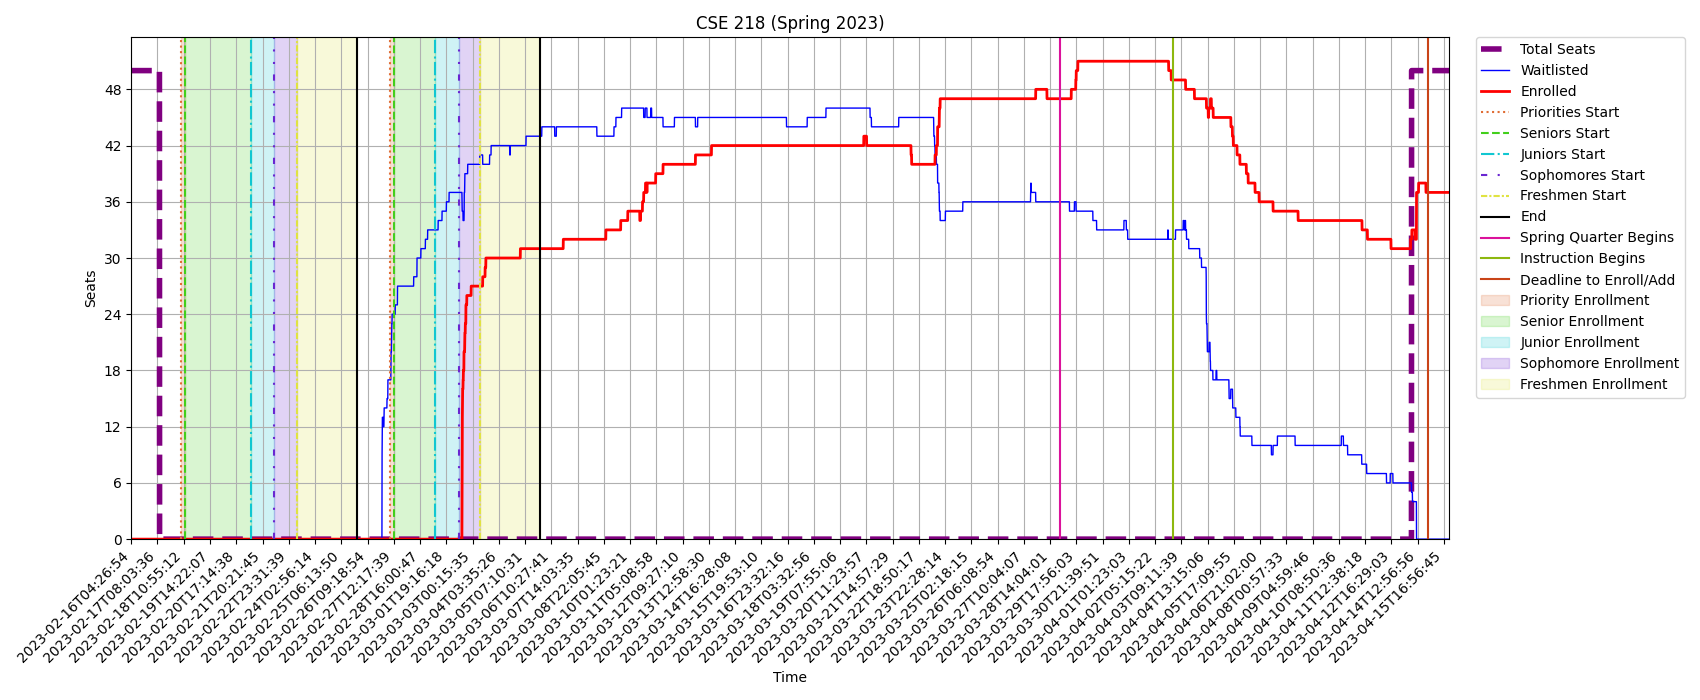 CSE 218 (Spring 2023)
Seats
48
42
36
30
24
18
12
6
0
2023-02-16T04:26:54
2023-02-17T08:03:36
2023-02-18T10:55:12
2023-02-19T14:22:07
2023-02-20T17:14:38
2023-02-21T20:21:45
2023-02-22T23:31:39
2023-02-24T02:56:14
2023-02-25T06:13:50
2023-02-26T09:18:54
2023-02-27T12:17:39
2023-02-28T16:00:47
2023-03-01T19:16:18
2023-03-03T00:15:35
2023-03-04T03:35:26
2023-03-05T07:10:31
2023-03-06T10:27:41
2023-03-07T14:03:35
2023-03-08T22:05:45
2023-03-10T01:23:21
2023-03-11T05:08:58
2023-03-12T09:27:10
2023-03-13T12:58:30
2023-03-14T16:28:08
2023-03-15T19:53:10
2023-03-16T23:32:16
2023-03-18T03:32:56
2023-03-19T07:55:06
2023-03-20T11:23:57
2023-03-21T14:57:29
2023-03-22T18:50:17
2023-03-23T22:28:14
2023-03-25T02:18:15
2023-03-26T06:08:54
2023-03-27T10:04:07
2023-03-28T14:04:01
2023-03-29T17:56:03
2023-03-30T21:39:51
2023-04-01T01:23:03
2023-04-02T05:15:22
2023-04-03T09:11:39
2023-04-04T13:15:06
2023-04-05T17:09:55
2023-04-06T21:02:00
2023-04-08T00:57:33
2023-04-09T04:59:46
2023-04-10T08:50:36
2023-04-11T12:38:18
2023-04-12T16:29:03
2023-04-14T12:56:56
2023-04-15T16:56:45
Time
Total Seats
Waitlisted
Enrolled
Priorities Start
Seniors Start
Juniors Start
Sophomores Start
Freshmen Start
End
Spring Quarter Begins
Instruction Begins
Deadline to Enroll/Add
Priority Enrollment
Senior Enrollment
Junior Enrollment
Sophomore Enrollment
Freshmen Enrollment